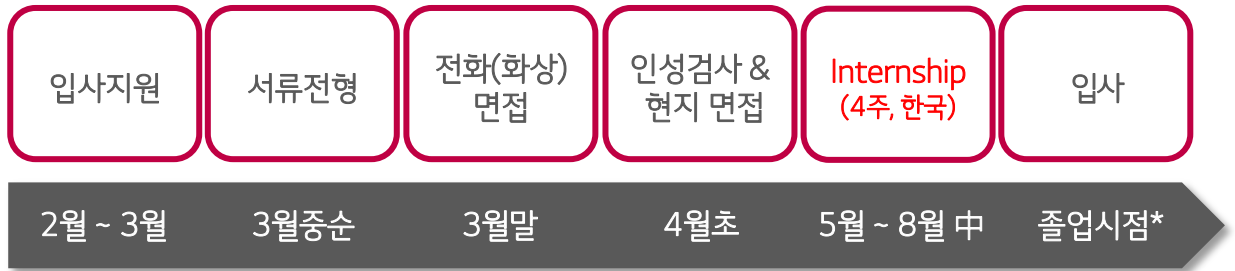 입사지원
서류전형
전화(화상)
면접
인성검사 &
현지 면접
Internship
(4주, 한국)
입사
2월 ~ 3월
3월중순
3월말
4월초
5월 ~ 8월 中
졸업시점*